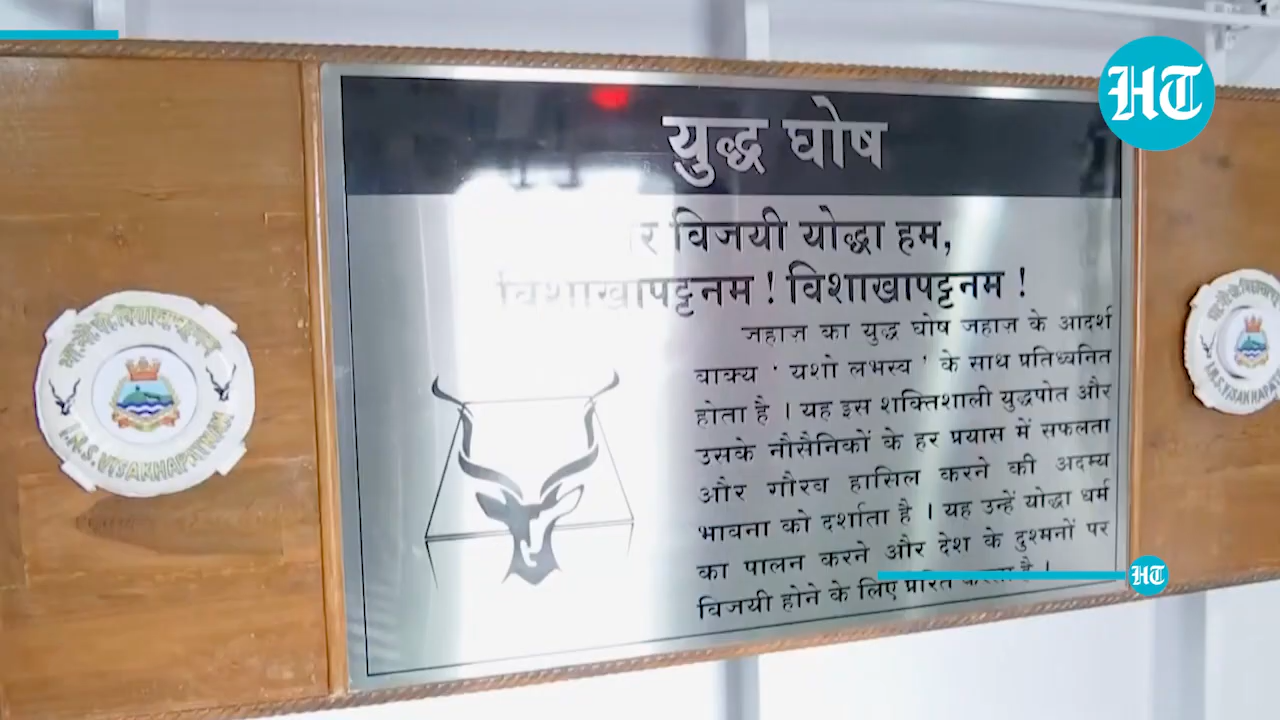 HT
युद्ध घोष
विजयी योद्धा हम,
विशाखापट्टनम ! विशाखापट्टनम !
जहाज़ का युद्ध घोष जहाज़ के आदर्श
वाक्य ' यशो लभस्व ' के साथ प्रतिध्वनित
होता है । यह इस शक्तिशाली युद्धपोत और
उसके नौसैनिकों के हर प्रयास में सफलता
और गौरव हासिल करने की अदम्य
भावना को दर्शाता है । यह उन्हें योद्धा धर्म
का पालन करने और देश के दुश्मनों पर
विजयी होने के लिए प्रेरित करता है ।
I.N.S. VISAKHAPATNAM
HT